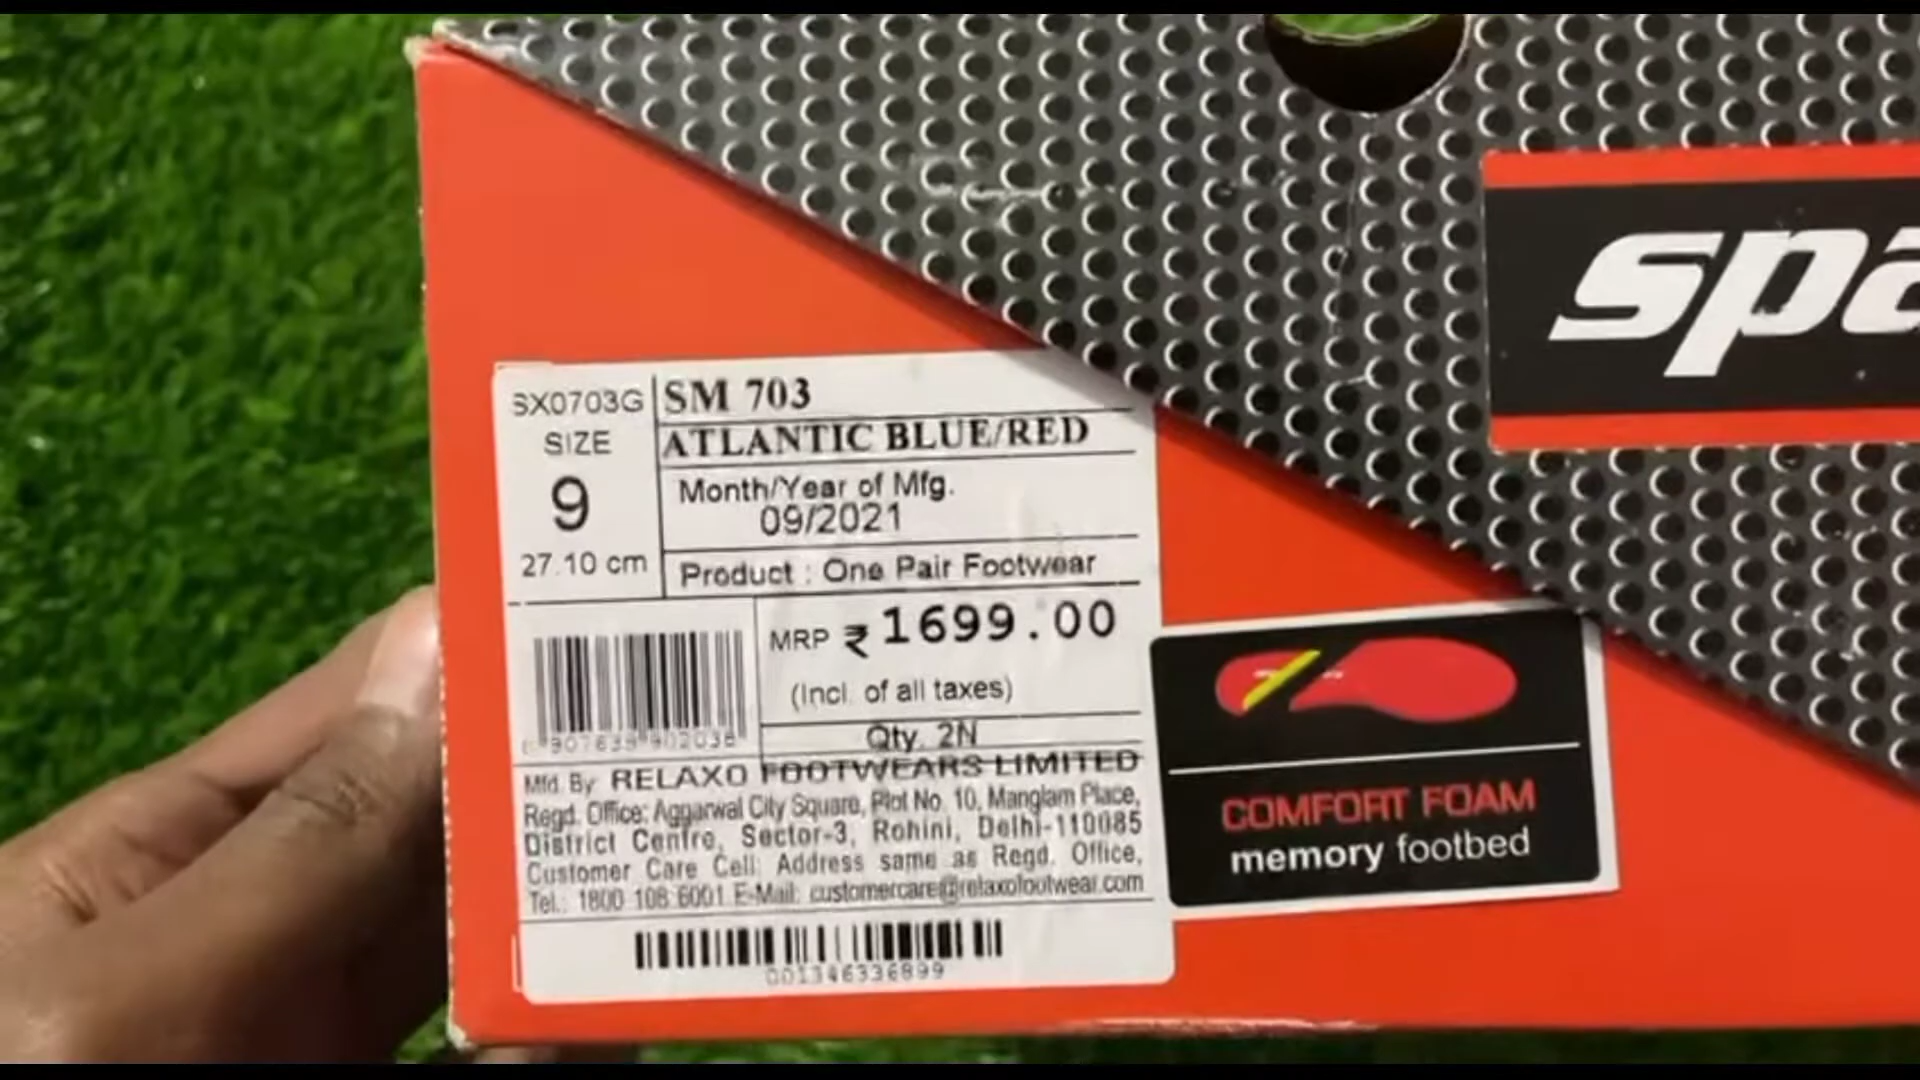 spa
SX0703G
SIZE
9
27.10 cm
SM 703
ATLANTIC BLUE/RED
Month/Year of Mfg.
09/2021
Product : One Pair Footwear
MRP ₹ 1699.00
(Incl. of all taxes)
Qty. 2N
Mfd. By RELAXO FOOTWEARS LIMITED
Regd. Office: Aggarwal City Square, Plot No. 10, Manglam Place,
District Centre, Sector-3, Rohini, Delhi-110085
Customer Care Cell: Address same as Regd. Office,
Tel.: 1800 108 6001 E-Mail: customercare@relaxofootwear.com
001346336899
COMFORT FOAM
memory footbed